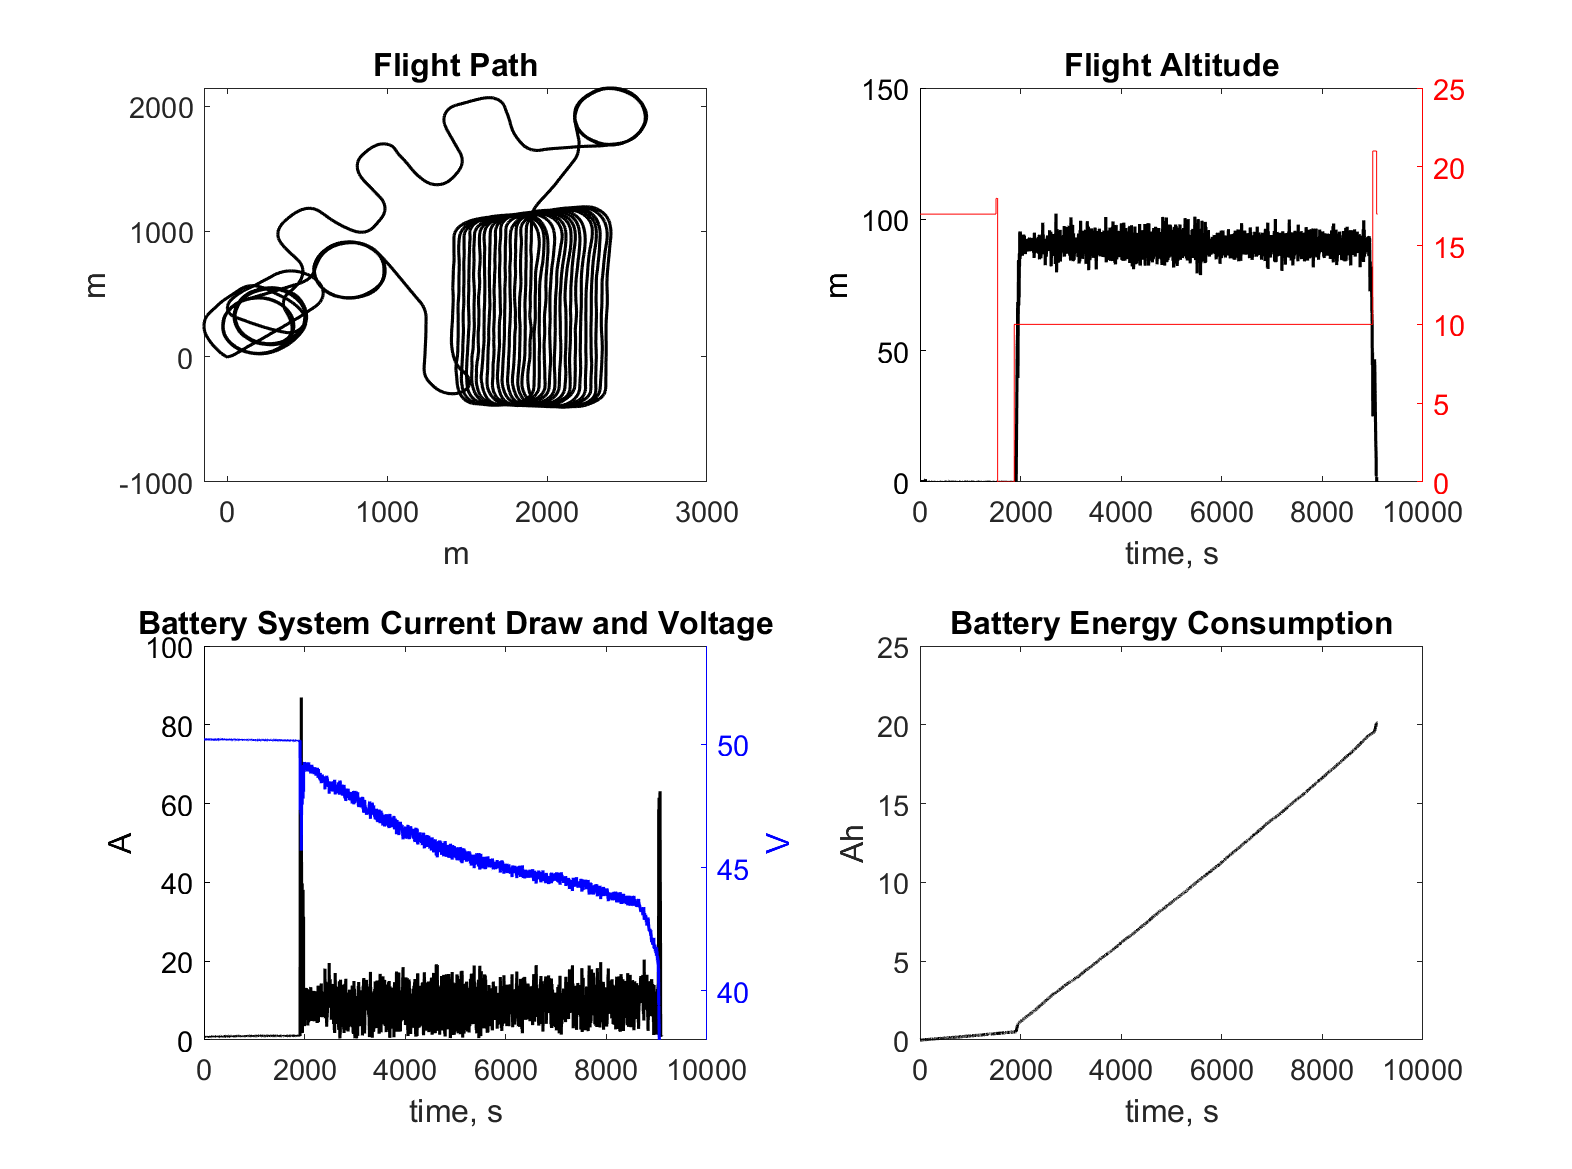 Flight Path
2000
1000
0
-1000
m
0 1000 2000 3000
m
Flight Altitude
150
100
50
0
m
25
20
15
10
5
0
0 2000 4000 6000 8000 10000
time, s
Battery System Current Draw and Voltage
100
80
60
40
20
0
A
50
45
40
V
0 2000 4000 6000 8000 10000
time, s
Battery Energy Consumption
25
20
15
10
5
0
Ah
0 2000 4000 6000 8000 10000
time, s